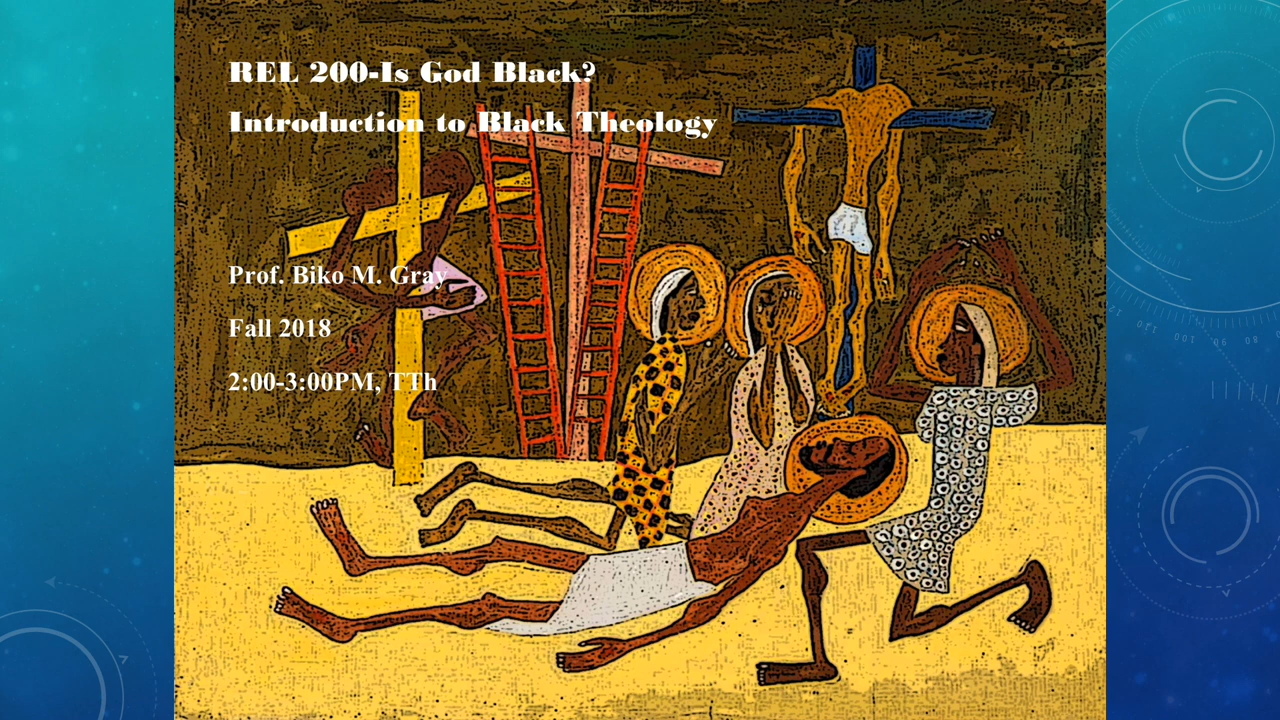 REL 200-Is God Black?
Introduction to Black Theology
Prof. Biko M. Gray
Fall 2018
2:00-3:00PM, TTh